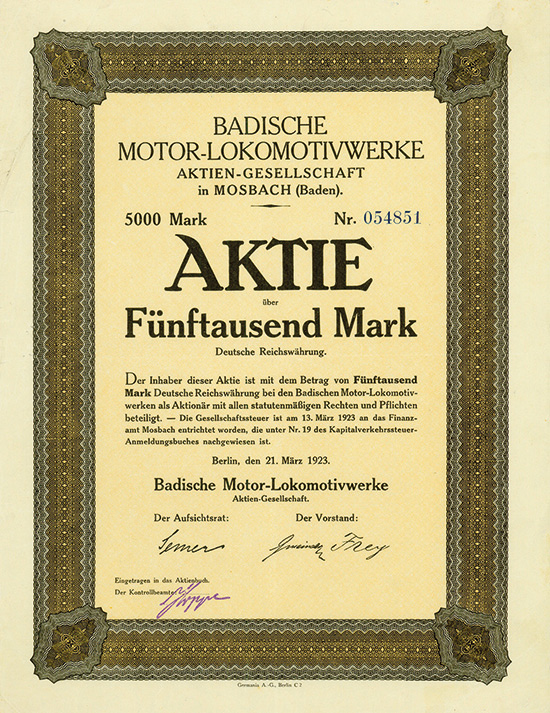 BADISCHE
MOTOR-LOKOMOTIVWERKE
AKTIEN-GESELLSCHAFT
in MOSBACH (Baden).
5000 Mark Nr. 054851
AKTIE
über
Fünftausend Mark
Deutsche Reichswährung.
Der Inhaber dieser Aktie ist mit dem Betrag von Fünftausend
Mark Deutsche Reichswährung bei den Badischen Motor-Lokomotiv-
werken als Aktionär mit allen statutenmäßigen Rechten und Pflichten
beteiligt. — Die Gesellschaftssteuer ist am 13. März 1923 an das Finanz-
amt Mosbach entrichtet worden, die unter Nr. 19 des Kapitalverkehrssteuer-
Anmeldungsbuches nachgewiesen ist.
Berlin, den 21. März 1923.
Badische Motor-Lokomotivwerke
Aktien-Gesellschaft.
Der Aufsichtsrat: Der Vorstand:
Frey
Eingetragen in das Aktienbuch.
Der Kontrollbeamte
Germania A.-G., Berlin C 2